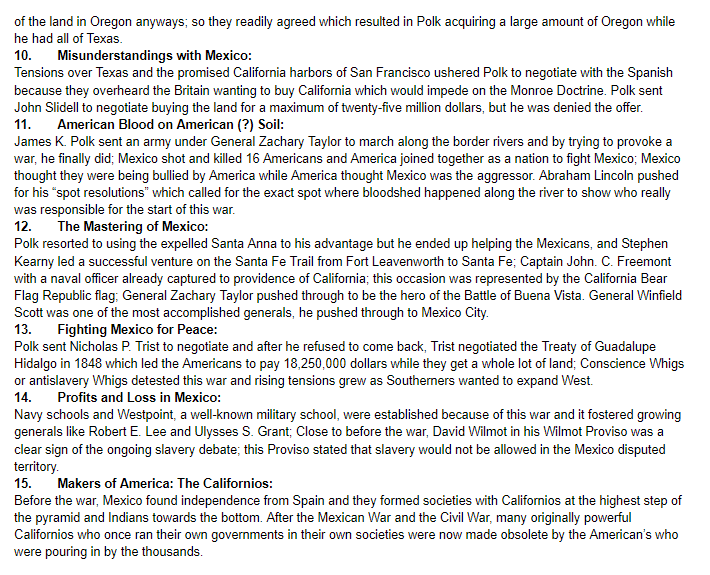 of the land in Oregon anyways; so they readily agreed which resulted in Polk acquiring a large amount of Oregon while
he had all of Texas.
10. Misunderstandings with Mexico:
Tensions over Texas and the promised California harbors of San Francisco ushered Polk to negotiate with the Spanish
because they overheard the Britain wanting to buy California which would impede on the Monroe Doctrine. Polk sent
John Slidell to negotiate buying the land for a maximum of twenty-five million dollars, but he was denied the offer.
11. American Blood on American (?) Soil:
James K. Polk sent an army under General Zachary Taylor to march along the border rivers and by trying to provoke a
war, he finally did; Mexico shot and killed 16 Americans and America joined together as a nation to fight Mexico; Mexico
thought they were being bullied by America while America thought Mexico was the aggressor. Abraham Lincoln pushed
for his “spot resolutions” which called for the exact spot where bloodshed happened along the river to show who really
was responsible for the start of this war.
12. The Mastering of Mexico:
Polk resorted to using the expelled Santa Anna to his advantage but he ended up helping the Mexicans, and Stephen
Kearny led a successful venture on the Santa Fe Trail from Fort Leavenworth to Santa Fe; Captain John. C. Freemont
with a naval officer already captured to providence of California; this occasion was represented by the California Bear
Flag Republic flag; General Zachary Taylor pushed through to be the hero of the Battle of Buena Vista. General Winfield
Scott was one of the most accomplished generals, he pushed through to Mexico City.
13. Fighting Mexico for Peace:
Polk sent Nicholas P. Trist to negotiate and after he refused to come back, Trist negotiated the Treaty of Guadalupe
Hidalgo in 1848 which led the Americans to pay 18,250,000 dollars while they get a whole lot of land; Conscience Whigs
or antislavery Whigs detested this war and rising tensions grew as Southerners wanted to expand West.
14. Profits and Loss in Mexico:
Navy schools and Westpoint, a well-known military school, were established because of this war and it fostered growing
generals like Robert E. Lee and Ulysses S. Grant; Close to before the war, David Wilmot in his Wilmot Proviso was a
clear sign of the ongoing slavery debate; this Proviso stated that slavery would not be allowed in the Mexico disputed
territory.
15. Makers of America: The Californios:
Before the war, Mexico found independence from Spain and they formed societies with Californios at the highest step of
the pyramid and Indians towards the bottom. After the Mexican War and the Civil War, many originally powerful
Californios who once ran their own governments in their own societies were now made obsolete by the American’s who
were pouring in by the thousands.